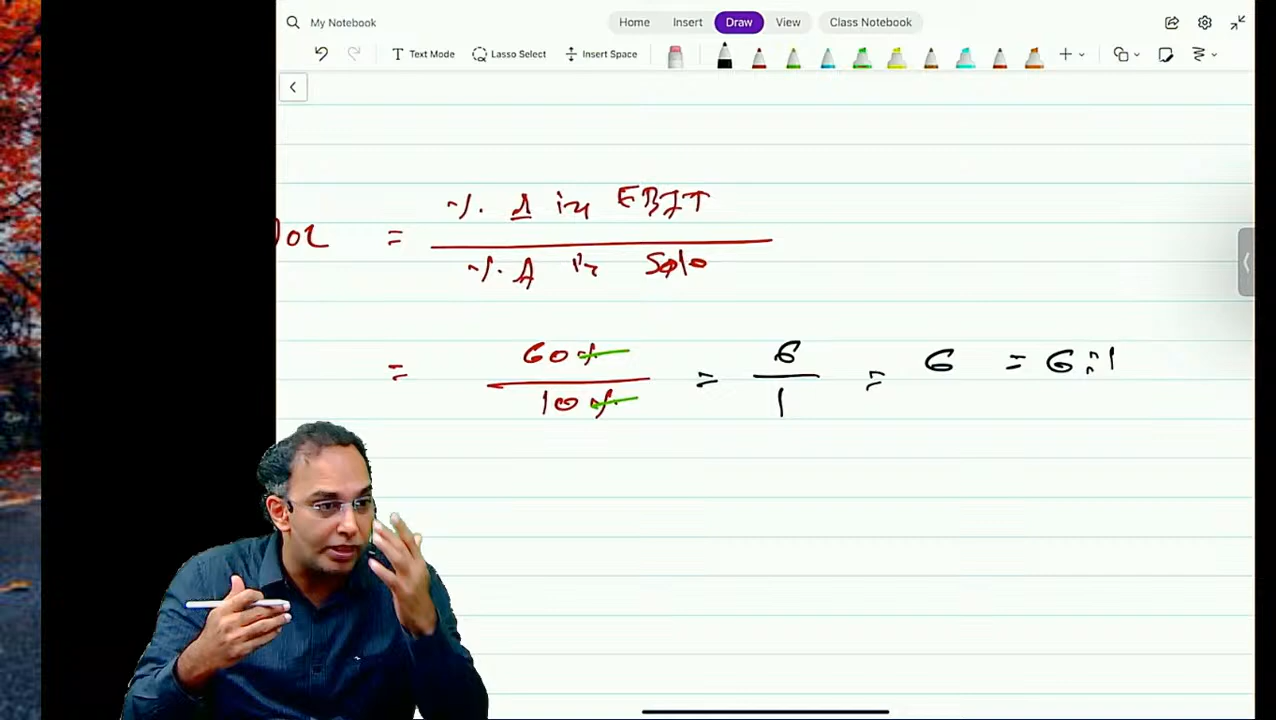 My Notebook Home Insert Draw View Class Notebook
Text Mode Lasso Select Insert Space
% Δ in EBIT
DOL =
% Δ in Sales
= 60% / 10% = 6 / 1 = 6 = 6:1